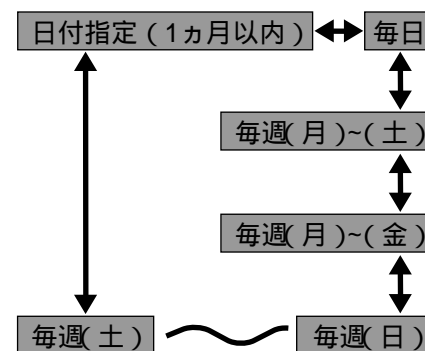 日付指定(1ヵ月以内) 毎日
毎週(月)~(土)
毎週(月)~(金)
毎週(土) 毎週(日)